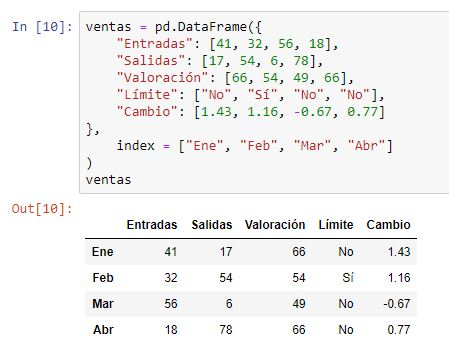 In [10]: ventas = pd.DataFrame({
    "Entradas": [41, 32, 56, 18],
    "Salidas": [17, 54, 6, 78],
    "Valoración": [66, 54, 49, 66],
    "Límite": ["No", "Sí", "No", "No"],
    "Cambio": [1.43, 1.16, -0.67, 0.77]
},
    index = ["Ene", "Feb", "Mar", "Abr"]
)
ventas
Out[10]:
Entradas Salidas Valoración Límite Cambio
Ene 41 17 66 No 1.43
Feb 32 54 54 Sí 1.16
Mar 56 6 49 No -0.67
Abr 18 78 66 No 0.77